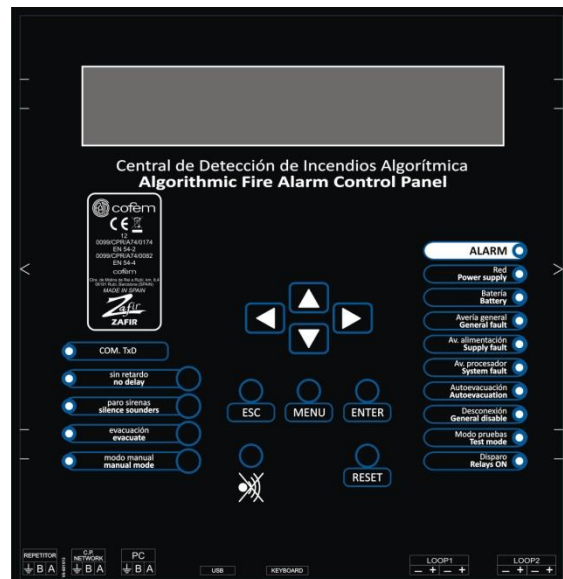 Central de Detección de Incendios Algorítmica
Algorithmic Fire Alarm Control Panel
cofem
CE
12
0099/CPR/A74/0174
EN 54-2
0099/CPR/A74/0082
EN 54-4
cofem
MADE IN SPAIN
Zafir
ZAFIR
COM. TxD
sin retardo
no delay
paro sirenas
silence sounders
evacuación
evacuate
modo manual
manual mode
ESC
MENU
ENTER
RESET
ALARM
Red
Power supply
Batería
Battery
Avería general
General fault
Av. alimentación
Supply fault
Av. procesador
System fault
Autoevacuación
Autoevacuation
Desconexión
General disable
Modo pruebas
Test mode
Disparo
Relays ON
REPETITOR
B A
C.P.
NETWORK
B A
PC
B A
USB
KEYBOARD
LOOP1
– + – +
LOOP2
– + – +